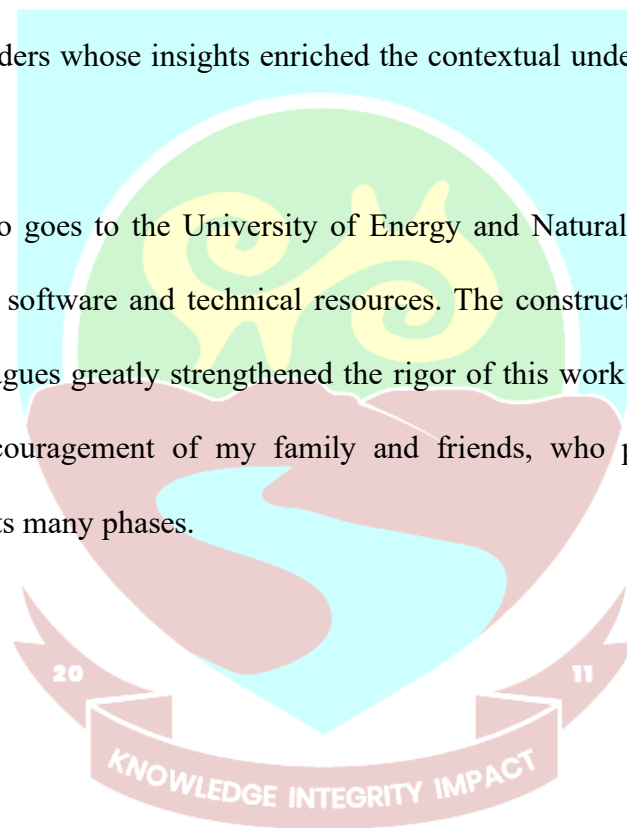 ders whose insights enriched the contextual unde
o goes to the University of Energy and Natural
software and technical resources. The construct
agues greatly strengthened the rigor of this work.
couragement of my family and friends, who p
ts many phases.
20 11
KNOWLEDGE INTEGRITY IMPACT